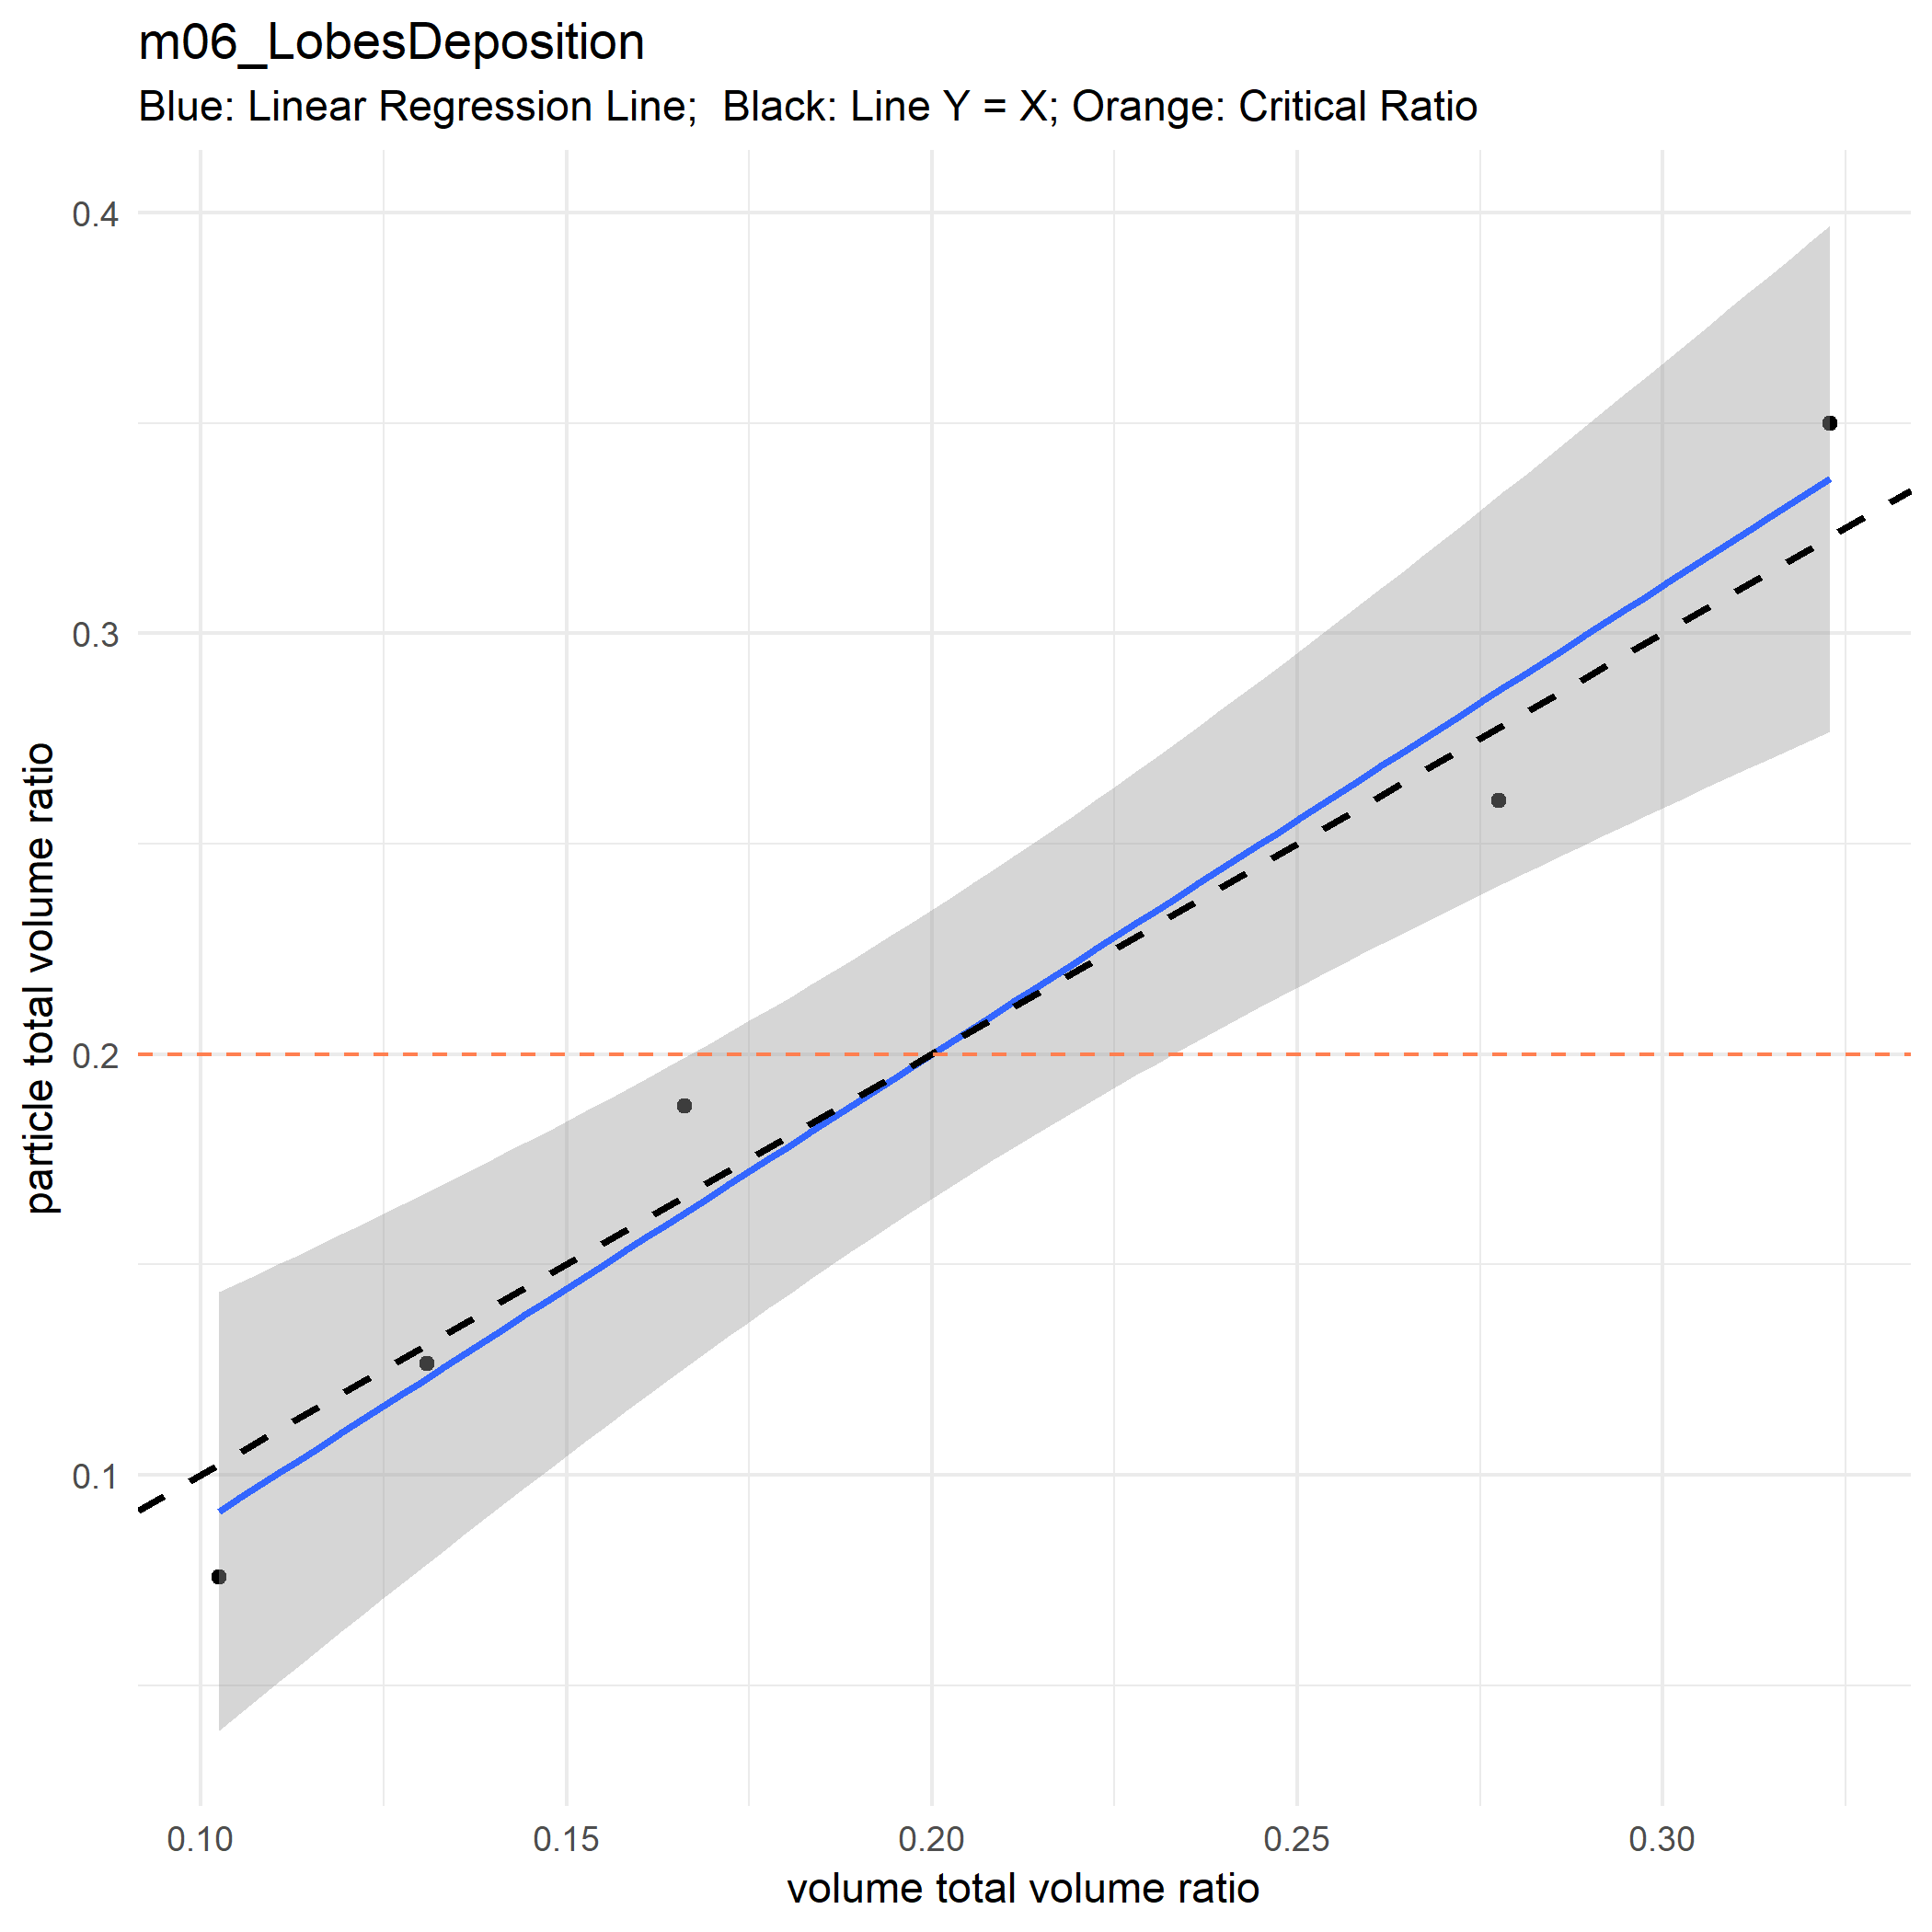 m06_LobesDeposition
Blue: Linear Regression Line;  Black: Line Y = X; Orange: Critical Ratio
0.4
0.3
0.2
0.1
particle total volume ratio
0.10 0.15 0.20 0.25 0.30
volume total volume ratio